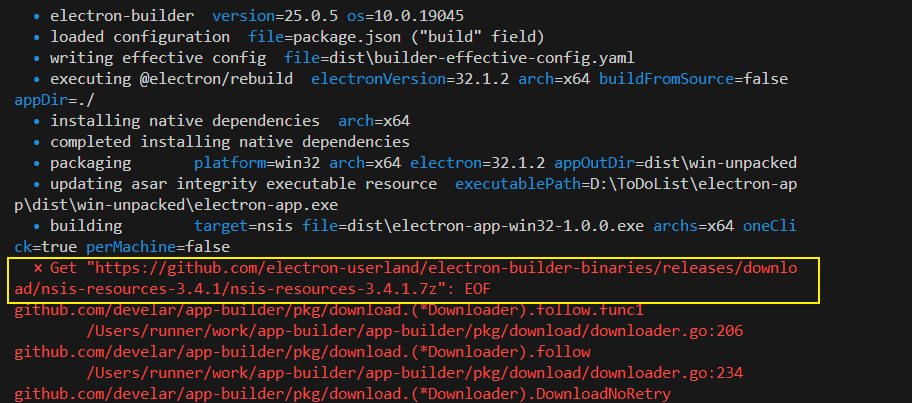 • electron-builder  version=25.0.5 os=10.0.19045
• loaded configuration  file=package.json ("build" field)
• writing effective config  file=dist\builder-effective-config.yaml
• executing @electron/rebuild  electronVersion=32.1.2 arch=x64 buildFromSource=false
appDir=./
• installing native dependencies  arch=x64
• completed installing native dependencies
• packaging       platform=win32 arch=x64 electron=32.1.2 appOutDir=dist\win-unpacked
• updating asar integrity executable resource  executablePath=D:\ToDoList\electron-ap
p\dist\win-unpacked\electron-app.exe
• building        target=nsis file=dist\electron-app-win32-1.0.0.exe archs=x64 oneCli
ck=true perMachine=false
⨯ Get "https://github.com/electron-userland/electron-builder-binaries/releases/downlo
ad/nsis-resources-3.4.1/nsis-resources-3.4.1.7z": EOF
github.com/develar/app-builder/pkg/download.(*Downloader).follow.func1
/Users/runner/work/app-builder/app-builder/pkg/download/downloader.go:206
github.com/develar/app-builder/pkg/download.(*Downloader).follow
/Users/runner/work/app-builder/app-builder/pkg/download/downloader.go:234
github.com/develar/app-builder/pkg/download.(*Downloader).DownloadNoRetry